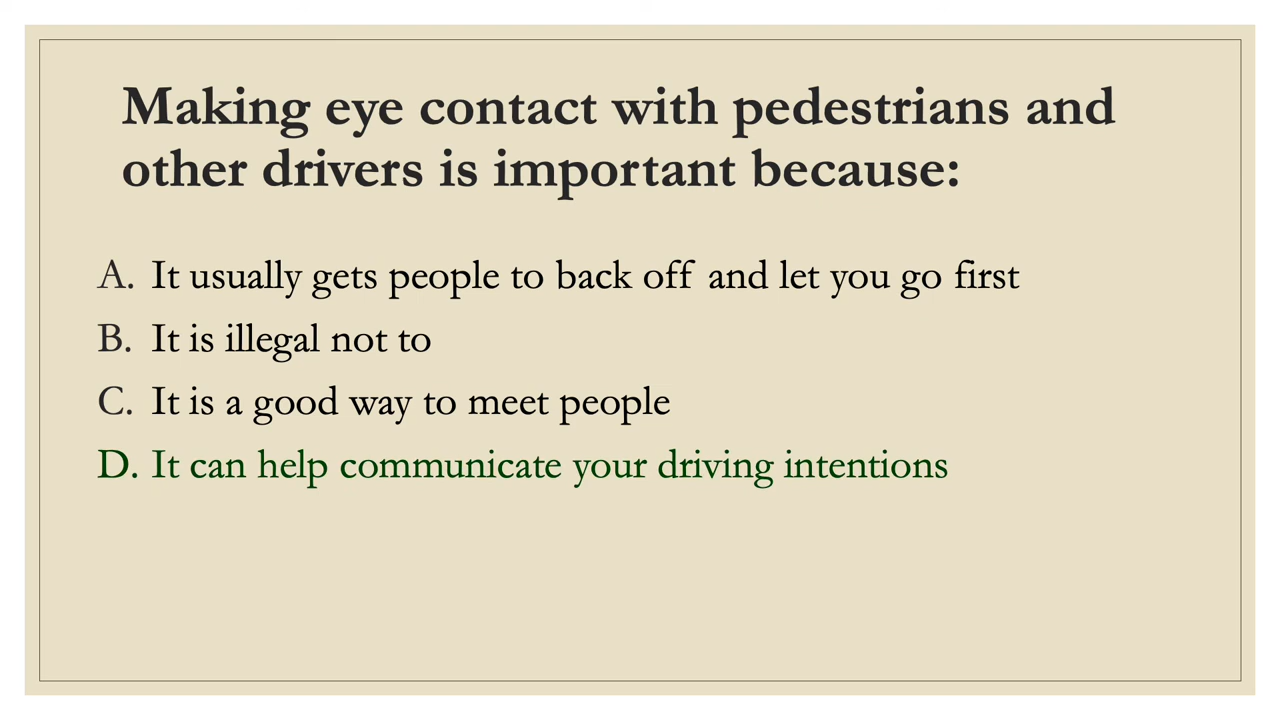 Making eye contact with pedestrians and
other drivers is important because:
A. It usually gets people to back off and let you go first
B. It is illegal not to
C. It is a good way to meet people
D. It can help communicate your driving intentions